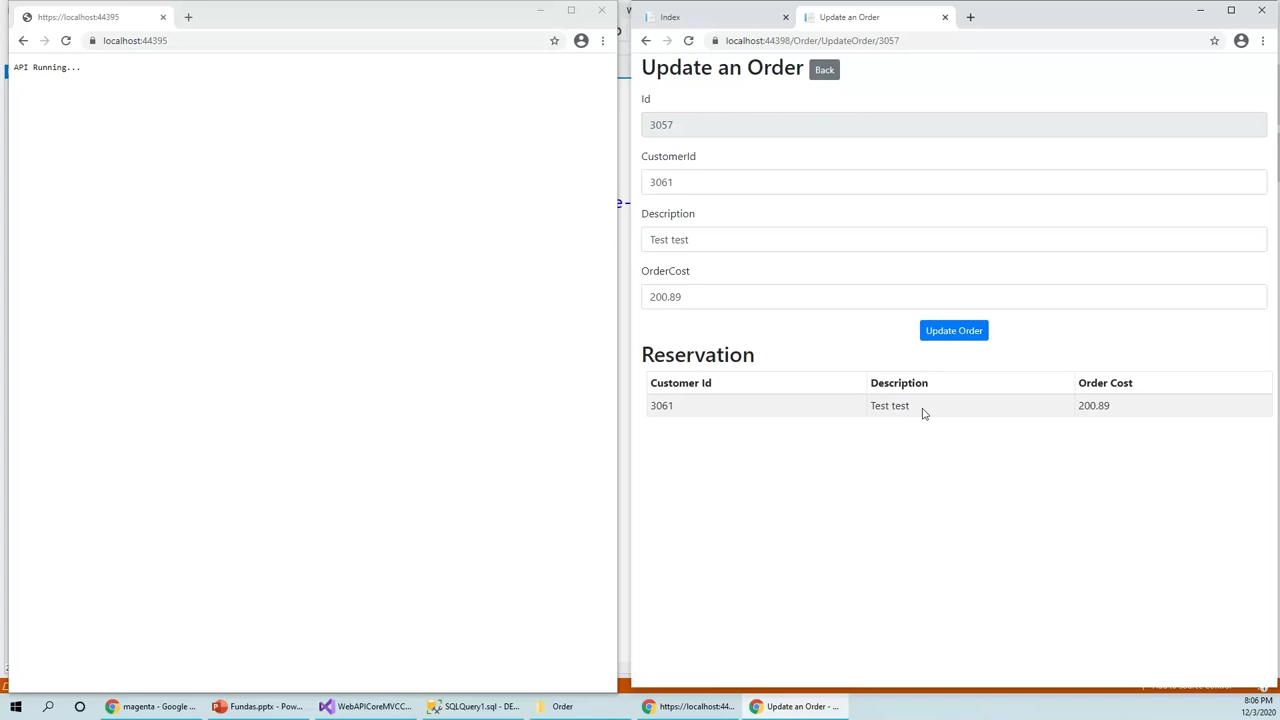 https://localhost:44395
localhost:44395
API Running...
Index
Update an Order
localhost:44398/Order/UpdateOrder/3057
Update an Order
Back
Id
3057
CustomerId
3061
Description
Test test
OrderCost
200.89
Update Order
Reservation
Customer Id Description Order Cost
3061 Test test 200.89
magenta - Google ...
Fundas.pptx - Pow...
WebAPICoreMVCC...
SQLQuery1.sql - DE...
Order
https://localhost:44...
Update an Order - ...
8:06 PM
12/3/2020